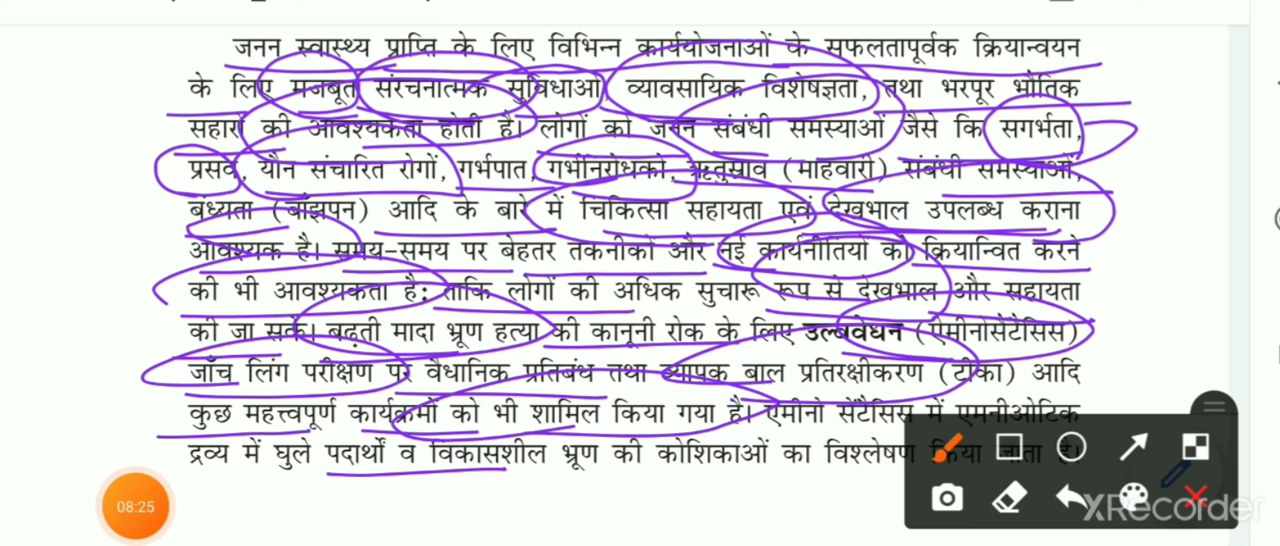 जनन स्वास्थ्य प्राप्ति के लिए विभिन्न कार्ययोजनाओं के सफलतापूर्वक क्रियान्वयन
के लिए मजबूत संरचनात्मक सुविधाओं, व्यावसायिक विशेषज्ञता, तथा भरपूर भौतिक
सहारों की आवश्यकता होती है। लोगों को जनन संबंधी समस्याओं जैसे कि सगर्भता,
प्रसव, यौन संचारित रोगों, गर्भपात, गर्भनिरोधकों, ऋतुस्राव (माहवारी) संबंधी समस्याओं,
बंध्यता (बांझपन) आदि के बारे में चिकित्सा सहायता एवं देखभाल उपलब्ध कराना
आवश्यक है। समय-समय पर बेहतर तकनीकों और नई कार्यनीतियों को क्रियान्वित करने
की भी आवश्यकता है; ताकि लोगों की अधिक सुचारू रूप से देखभाल और सहायता
की जा सके। बढ़ती मादा भ्रूण हत्या की कानूनी रोक के लिए उल्बवेधन (ऐमीनोसेंटेसिस)
जाँच लिंग परीक्षण पर वैधानिक प्रतिबंध तथा व्यापक बाल प्रतिरक्षीकरण (टीका) आदि
कुछ महत्त्वपूर्ण कार्यक्रमों को भी शामिल किया गया है। ऐमीनो सेंटैसिस में एमनीओटिक
द्रव्य में घुले पदार्थों व विकासशील भ्रूण की कोशिकाओं का विश्लेषण किया जाता है।
08:25
XRecorder